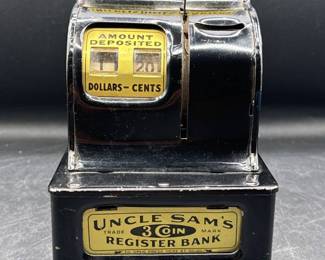 AMOUNT
DEPOSITED
1 20
DOLLARS – CENTS
UNCLE SAM'S
TRADE 3 COIN MARK
REGISTER BANK